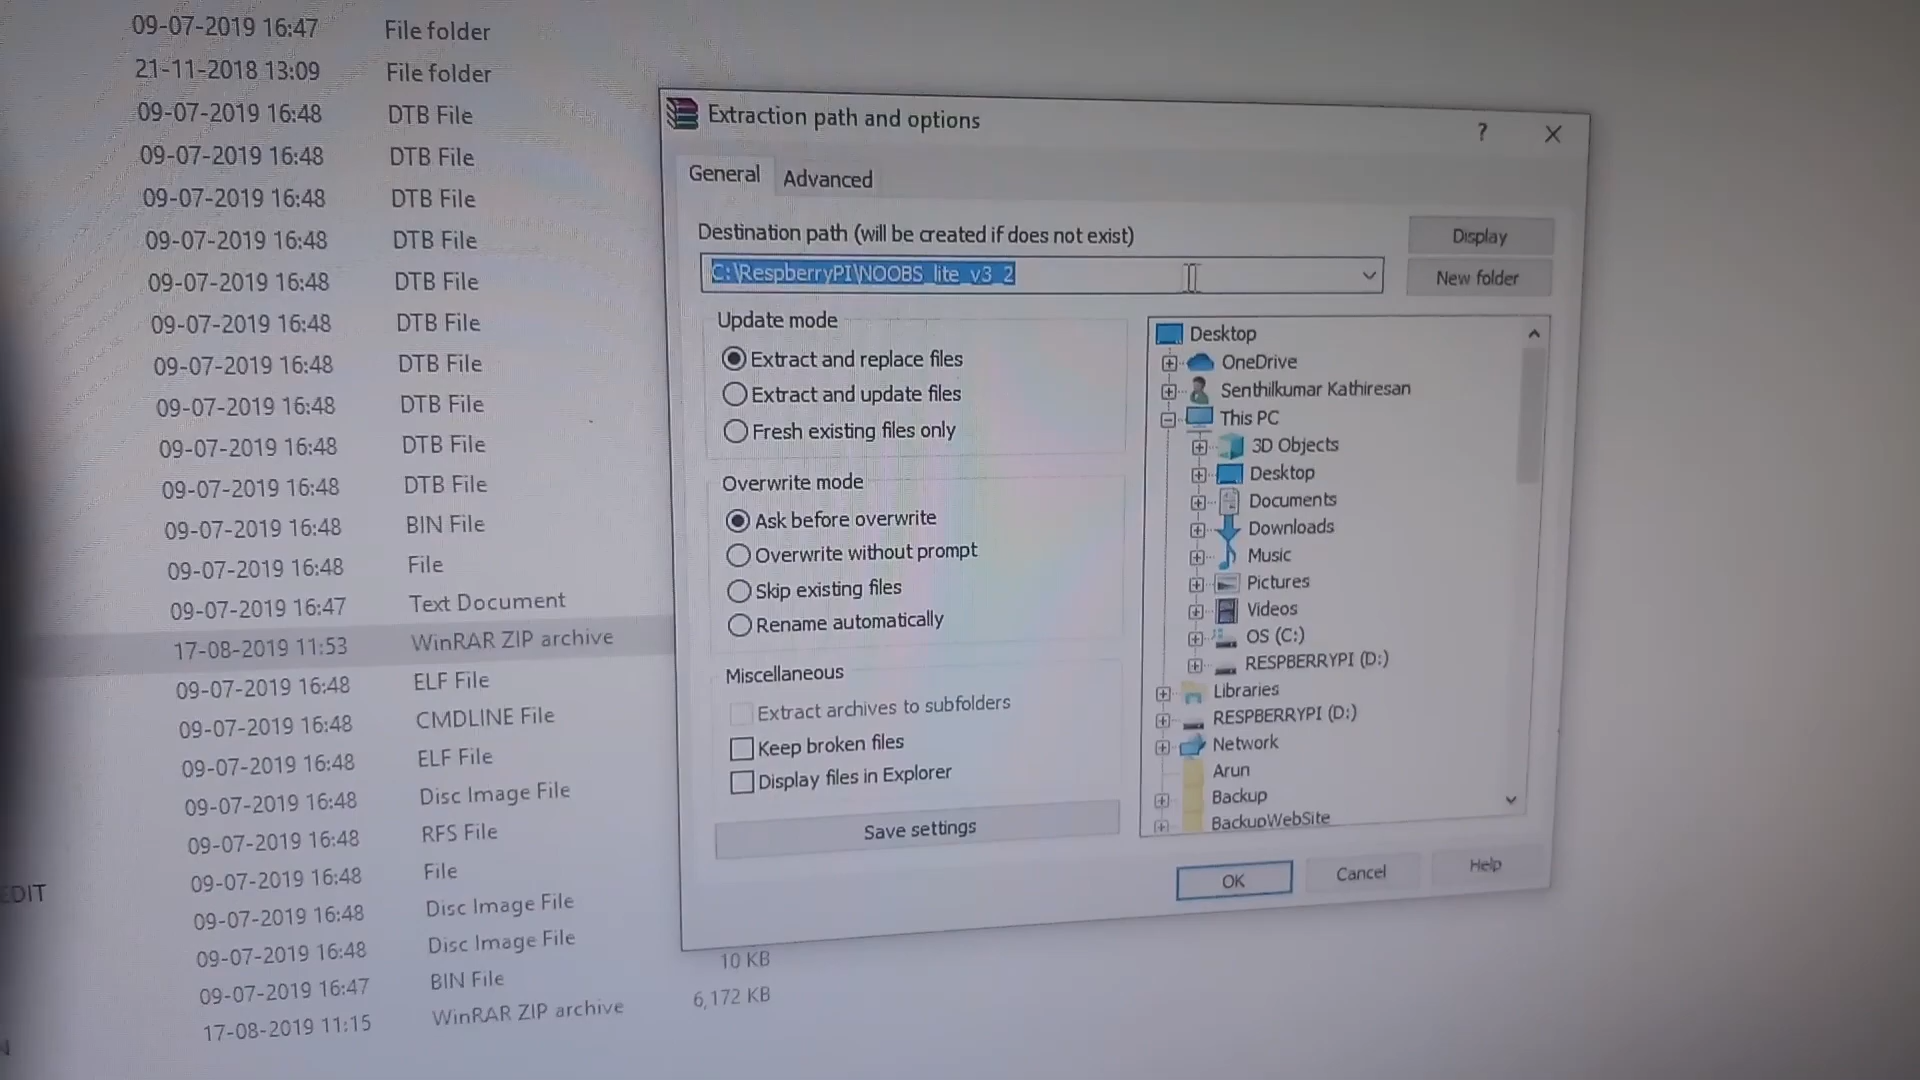 09-07-2019 16:47 File folder
21-11-2018 13:09 File folder
09-07-2019 16:48 DTB File
09-07-2019 16:48 DTB File
09-07-2019 16:48 DTB File
09-07-2019 16:48 DTB File
09-07-2019 16:48 DTB File
09-07-2019 16:48 DTB File
09-07-2019 16:48 DTB File
09-07-2019 16:48 DTB File
09-07-2019 16:48 DTB File
09-07-2019 16:48 DTB File
09-07-2019 16:48 BIN File
09-07-2019 16:48 File
09-07-2019 16:47 Text Document
17-08-2019 11:53 WinRAR ZIP archive
09-07-2019 16:48 ELF File
09-07-2019 16:48 CMDLINE File
09-07-2019 16:48 ELF File
09-07-2019 16:48 Disc Image File
09-07-2019 16:48 RFS File
09-07-2019 16:48 File
09-07-2019 16:48 Disc Image File
09-07-2019 16:48 Disc Image File
09-07-2019 16:47 BIN File 10 KB
17-08-2019 11:15 WinRAR ZIP archive 6,172 KB
EDIT
Extraction path and options
?
General Advanced
Destination path (will be created if does not exist)
Display
C:\RespberryPI\NOOBS_lite_v3_2
New folder
Update mode
Extract and replace files
Extract and update files
Fresh existing files only
Overwrite mode
Ask before overwrite
Overwrite without prompt
Skip existing files
Rename automatically
Miscellaneous
Extract archives to subfolders
Keep broken files
Display files in Explorer
Save settings
Desktop
OneDrive
Senthilkumar Kathiresan
This PC
3D Objects
Desktop
Documents
Downloads
Music
Pictures
Videos
OS (C:)
RESPBERRYPI (D:)
Libraries
RESPBERRYPI (D:)
Network
Arun
Backup
BackupWebSite
OK
Cancel
Help